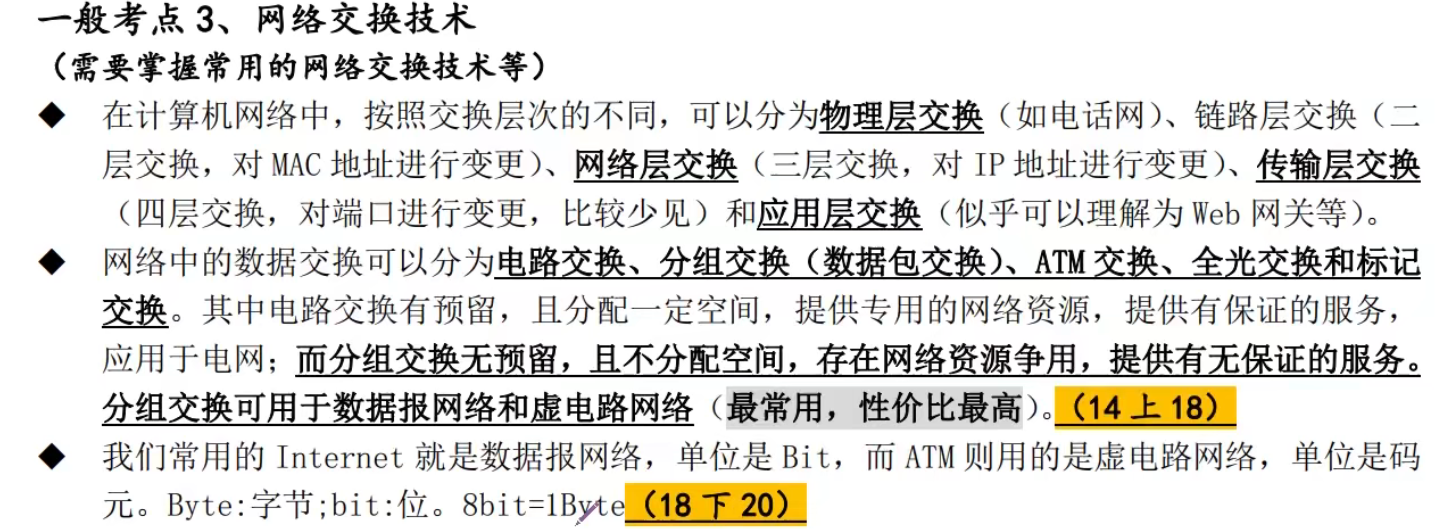 一般考点 3、网络交换技术
（需要掌握常用的网络交换技术等）
◆ 在计算机网络中，按照交换层次的不同，可以分为物理层交换（如电话网）、链路层交换（二
层交换，对 MAC 地址进行变更）、网络层交换（三层交换，对 IP 地址进行变更）、传输层交换
（四层交换，对端口进行变更，比较少见）和应用层交换（似乎可以理解为 Web 网关等）。
◆ 网络中的数据交换可以分为电路交换、分组交换（数据包交换）、ATM 交换、全光交换和标记
交换。其中电路交换有预留，且分配一定空间，提供专用的网络资源，提供有保证的服务，
应用于电网；而分组交换无预留，且不分配空间，存在网络资源争用，提供有无保证的服务。
分组交换可用于数据报网络和虚电路网络（最常用，性价比最高）。（14 上 18）
◆ 我们常用的 Internet 就是数据报网络，单位是 Bit，而 ATM 则用的是虚电路网络，单位是码
元。Byte:字节;bit:位。8bit=1Byte（18 下 20）